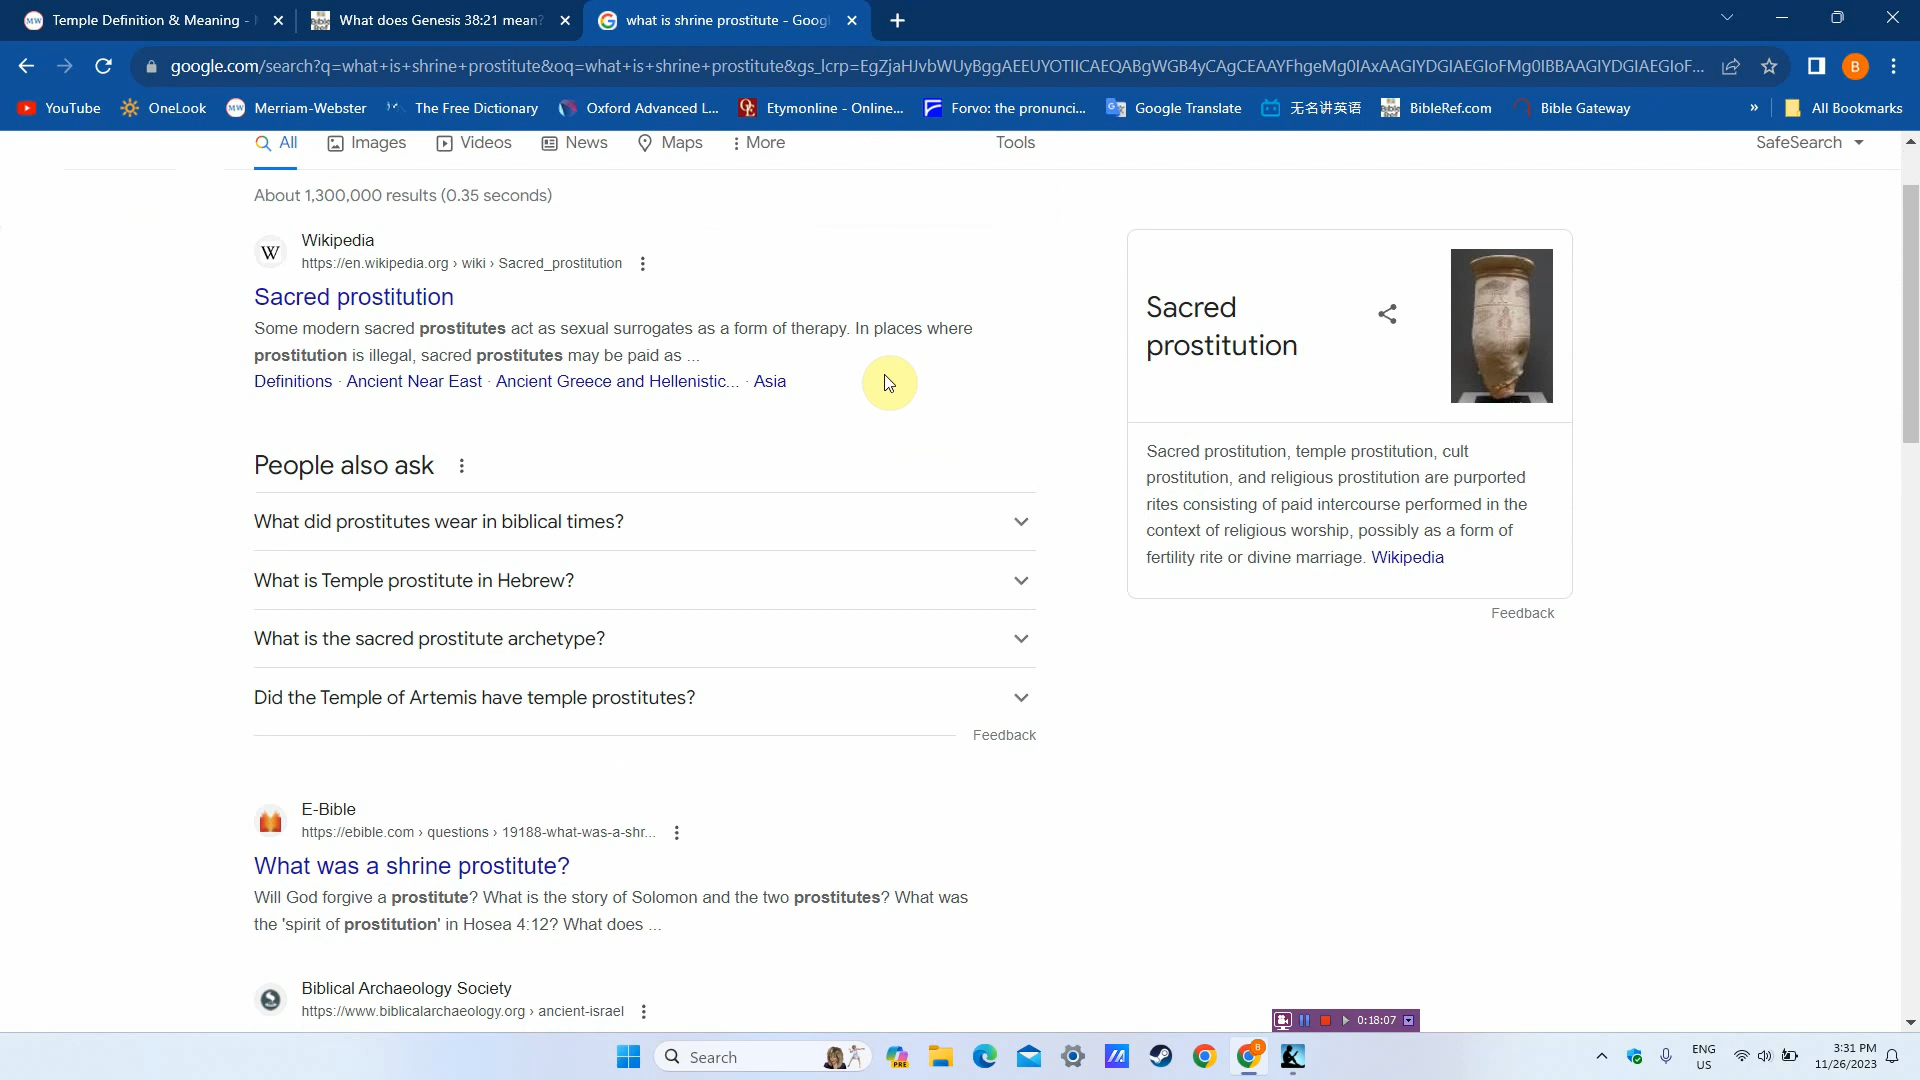 Temple Definition & Meaning -
What does Genesis 38:21 mean?
what is shrine prostitute - Goog
google.com/search?q=what+is+shrine+prostitute&oq=what+is+shrine+prostitute&gs_lcrp=EgZjaHJvbWUyBggAEEUYOTIICAEQABgWGB4yCAgCEAAYFhgeMg0IAxAAGIYDGIAEGIoFMg0IBBAAGIYDGIAEGIoF...
YouTube
OneLook
Merriam-Webster
The Free Dictionary
Oxford Advanced L...
Etymonline - Online...
Forvo: the pronunci...
Google Translate
无名讲英语
BibleRef.com
Bible Gateway
»
All Bookmarks
All
Images
Videos
News
Maps
More
Tools
SafeSearch
About 1,300,000 results (0.35 seconds)
Wikipedia
https://en.wikipedia.org › wiki › Sacred_prostitution
Sacred prostitution
Some modern sacred prostitutes act as sexual surrogates as a form of therapy. In places where
prostitution is illegal, sacred prostitutes may be paid as ...
Definitions · Ancient Near East · Ancient Greece and Hellenistic... · Asia
People also ask
What did prostitutes wear in biblical times?
What is Temple prostitute in Hebrew?
What is the sacred prostitute archetype?
Did the Temple of Artemis have temple prostitutes?
Feedback
E-Bible
https://ebible.com › questions › 19188-what-was-a-shr...
What was a shrine prostitute?
Will God forgive a prostitute? What is the story of Solomon and the two prostitutes? What was
the 'spirit of prostitution' in Hosea 4:12? What does ...
Biblical Archaeology Society
https://www.biblicalarchaeology.org › ancient-israel
Sacred
prostitution
Sacred prostitution, temple prostitution, cult
prostitution, and religious prostitution are purported
rites consisting of paid intercourse performed in the
context of religious worship, possibly as a form of
fertility rite or divine marriage. Wikipedia
Feedback
0:18:07
Search
PRE
ENG
US
3:31 PM
11/26/2023